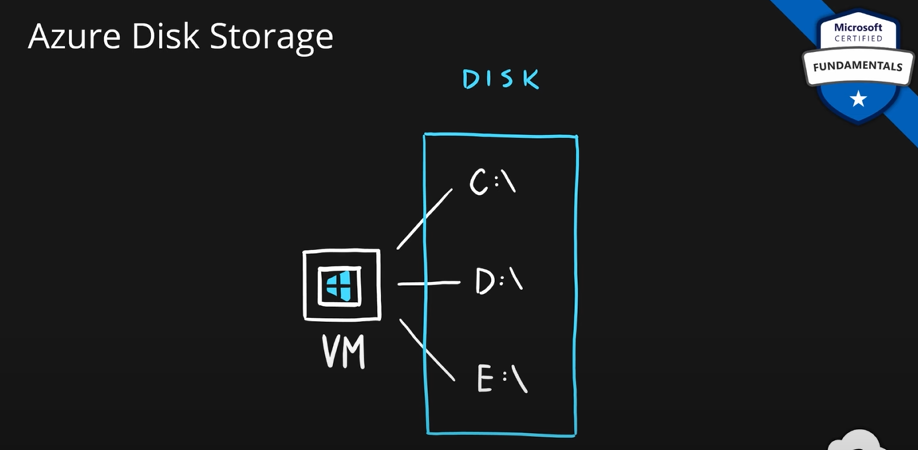 Azure Disk Storage
Microsoft
CERTIFIED
FUNDAMENTALS
DISK
C:\
D:\
E:\
VM